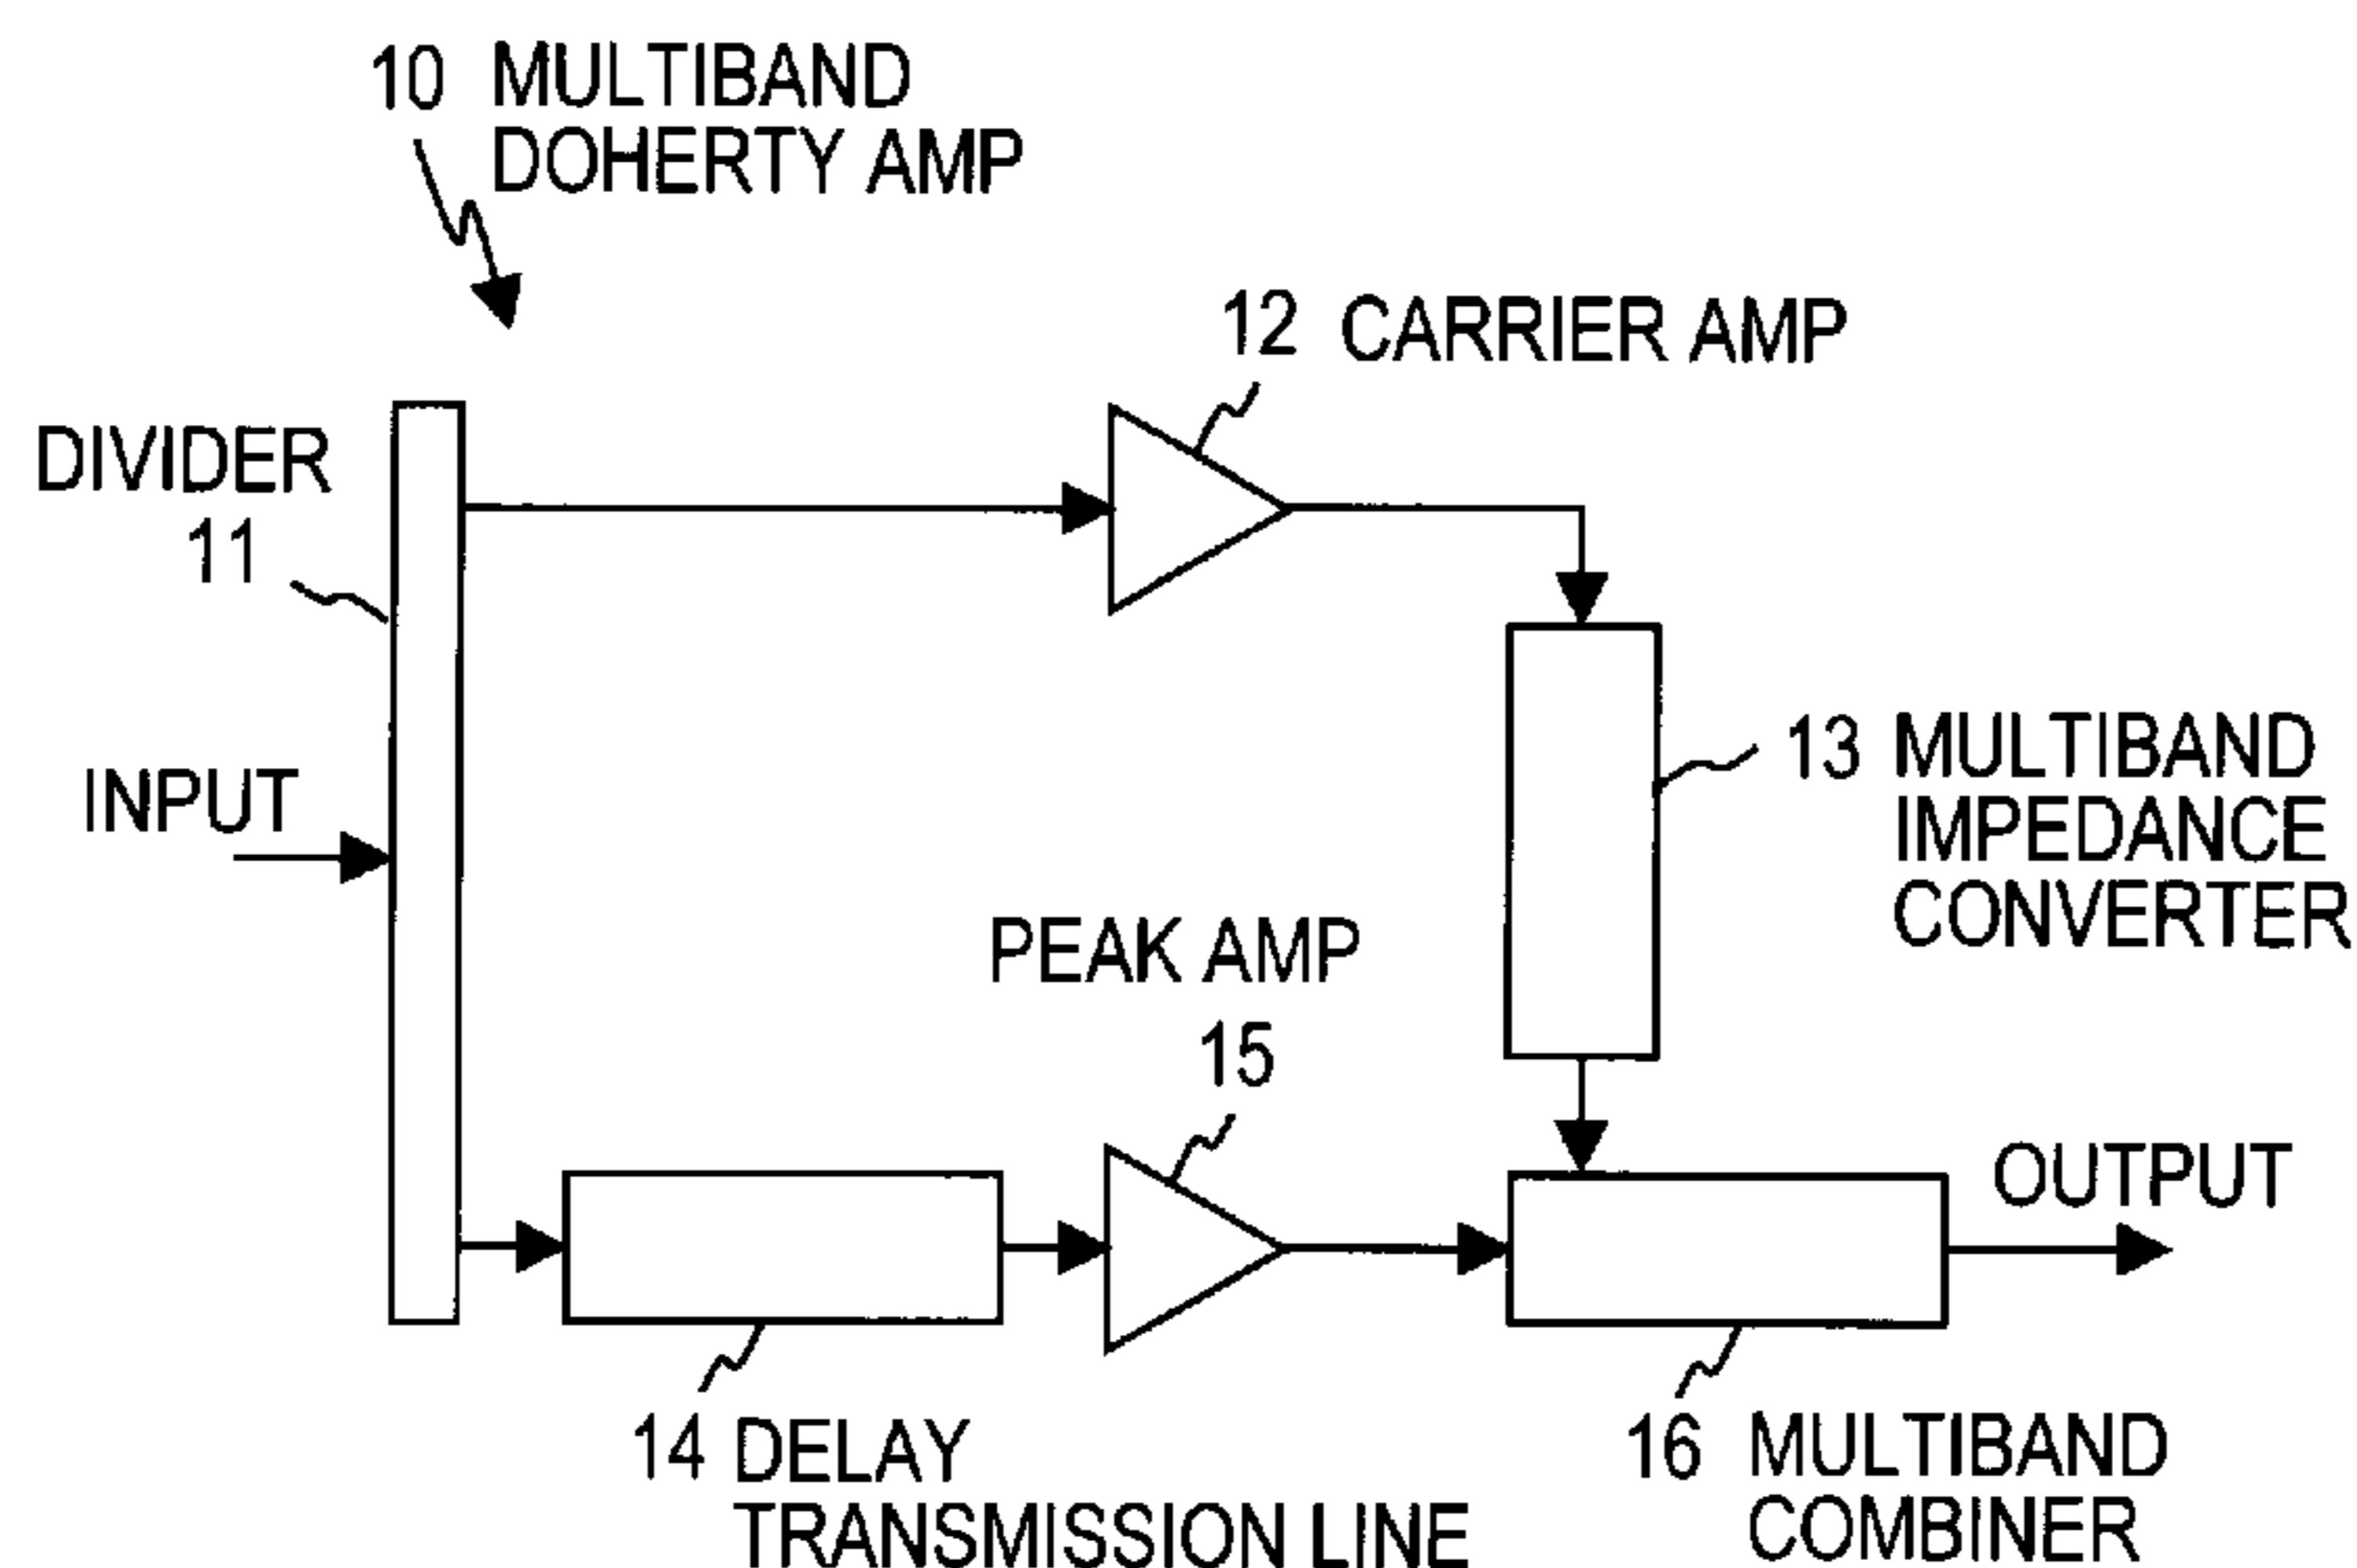 10 MULTIBAND
DOHERTY AMP
12 CARRIER AMP
DIVIDER
11
INPUT
13 MULTIBAND
IMPEDANCE
CONVERTER
PEAK AMP
15
OUTPUT
14 DELAY
TRANSMISSION LINE
16 MULTIBAND
COMBINER